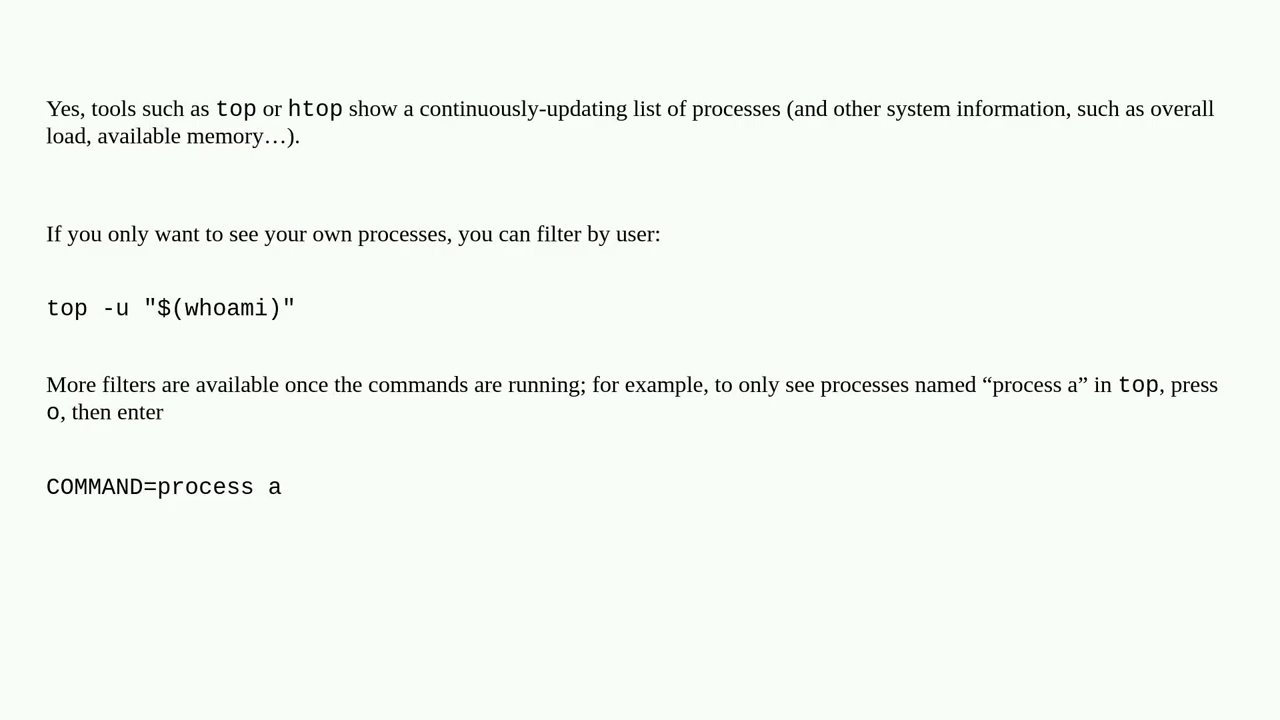 Yes, tools such as top or htop show a continuously-updating list of processes (and other system information, such as overall
load, available memory…).
If you only want to see your own processes, you can filter by user:
top -u "$(whoami)"
More filters are available once the commands are running; for example, to only see processes named “process a” in top, press
o, then enter
COMMAND=process a